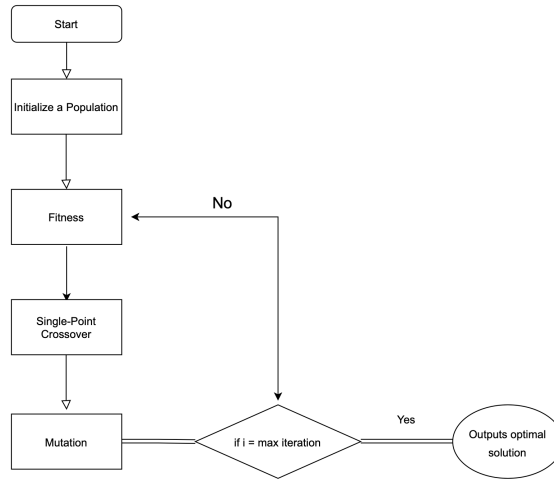 Start
Initialize a Population
Fitness
No
Single-Point
Crossover
Mutation
if i = max iteration
Yes
Outputs optimal
solution